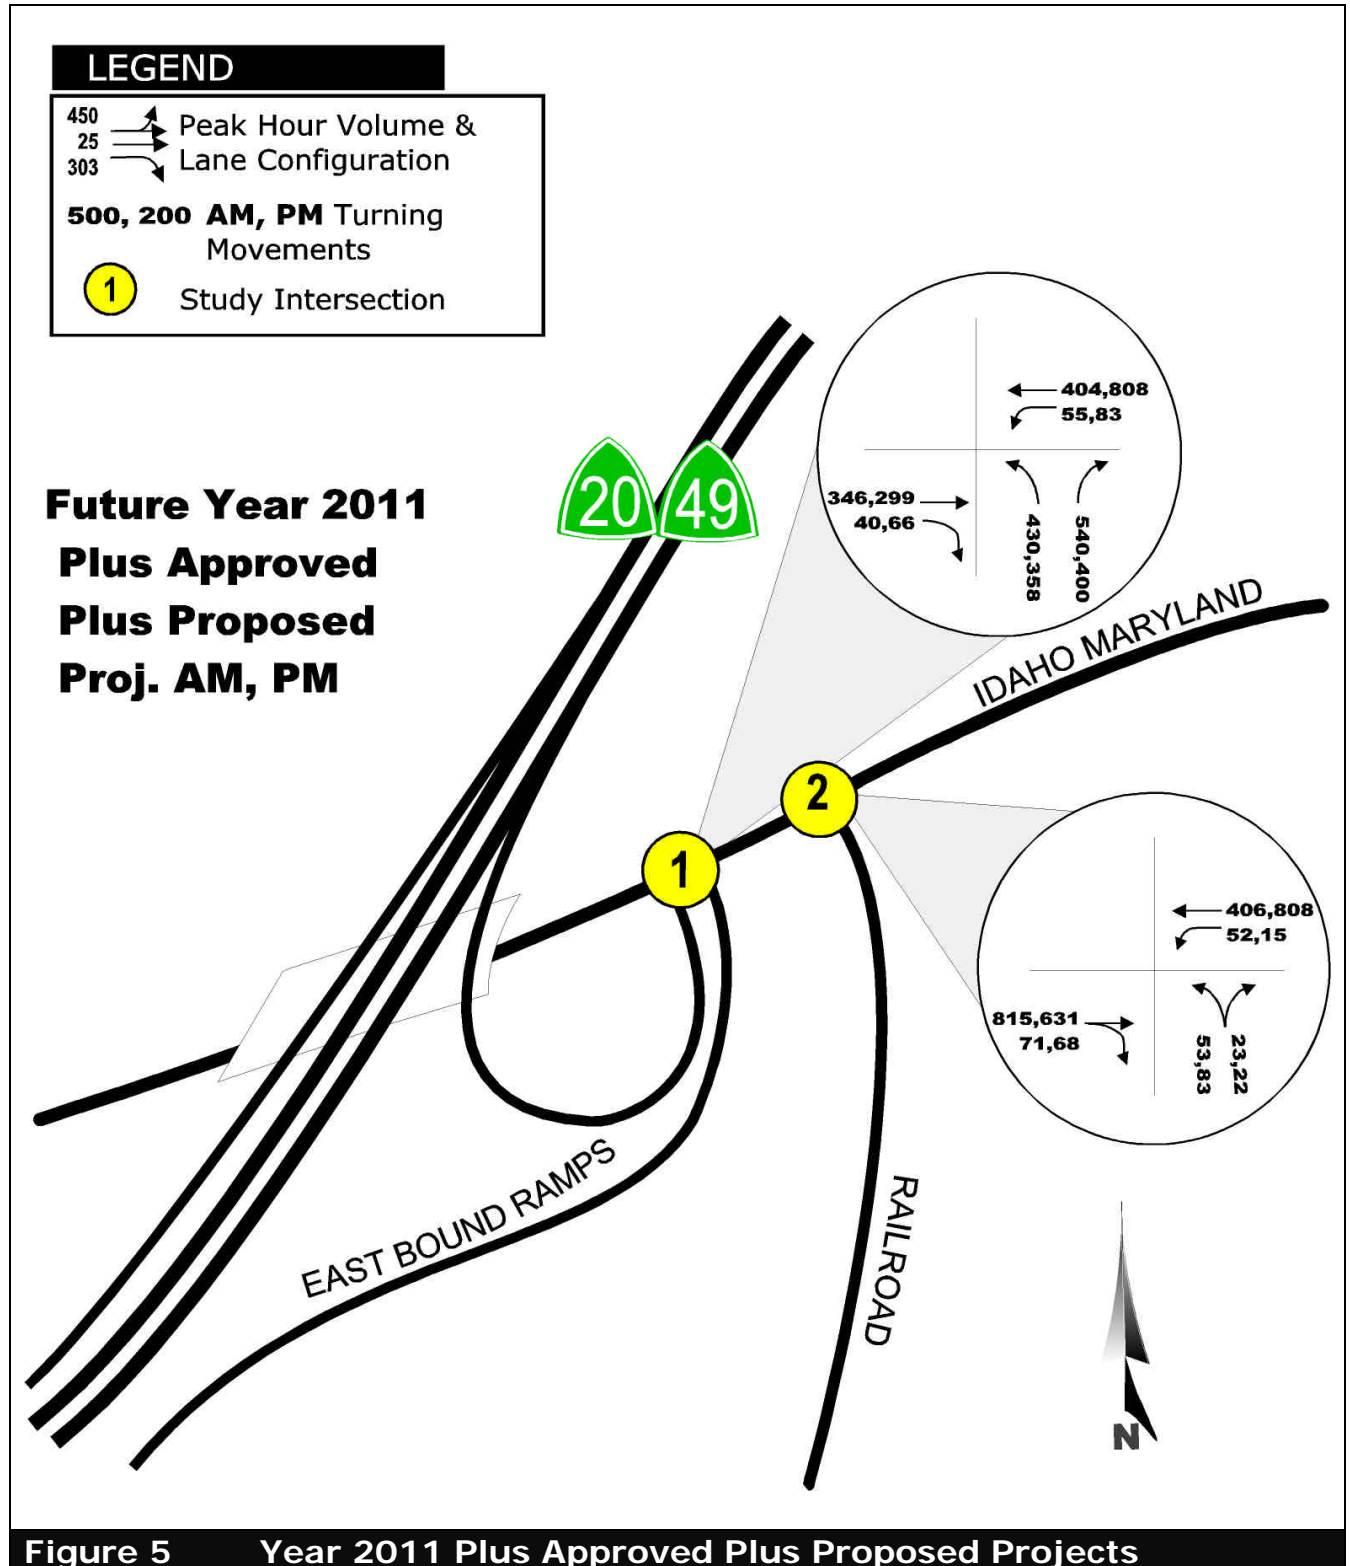 LEGEND
450
25
303
Peak Hour Volume &
Lane Configuration
500, 200 AM, PM Turning
Movements
1
Study Intersection
Future Year 2011
Plus Approved
Plus Proposed
Proj. AM, PM
20
49
404,808
55,83
346,299
40,66
430,358
540,400
IDAHO MARYLAND
2
1
406,808
52,15
815,631
71,68
53,83
23,22
EAST BOUND RAMPS
RAILROAD
N
Figure 5 Year 2011 Plus Approved Plus Proposed Projects